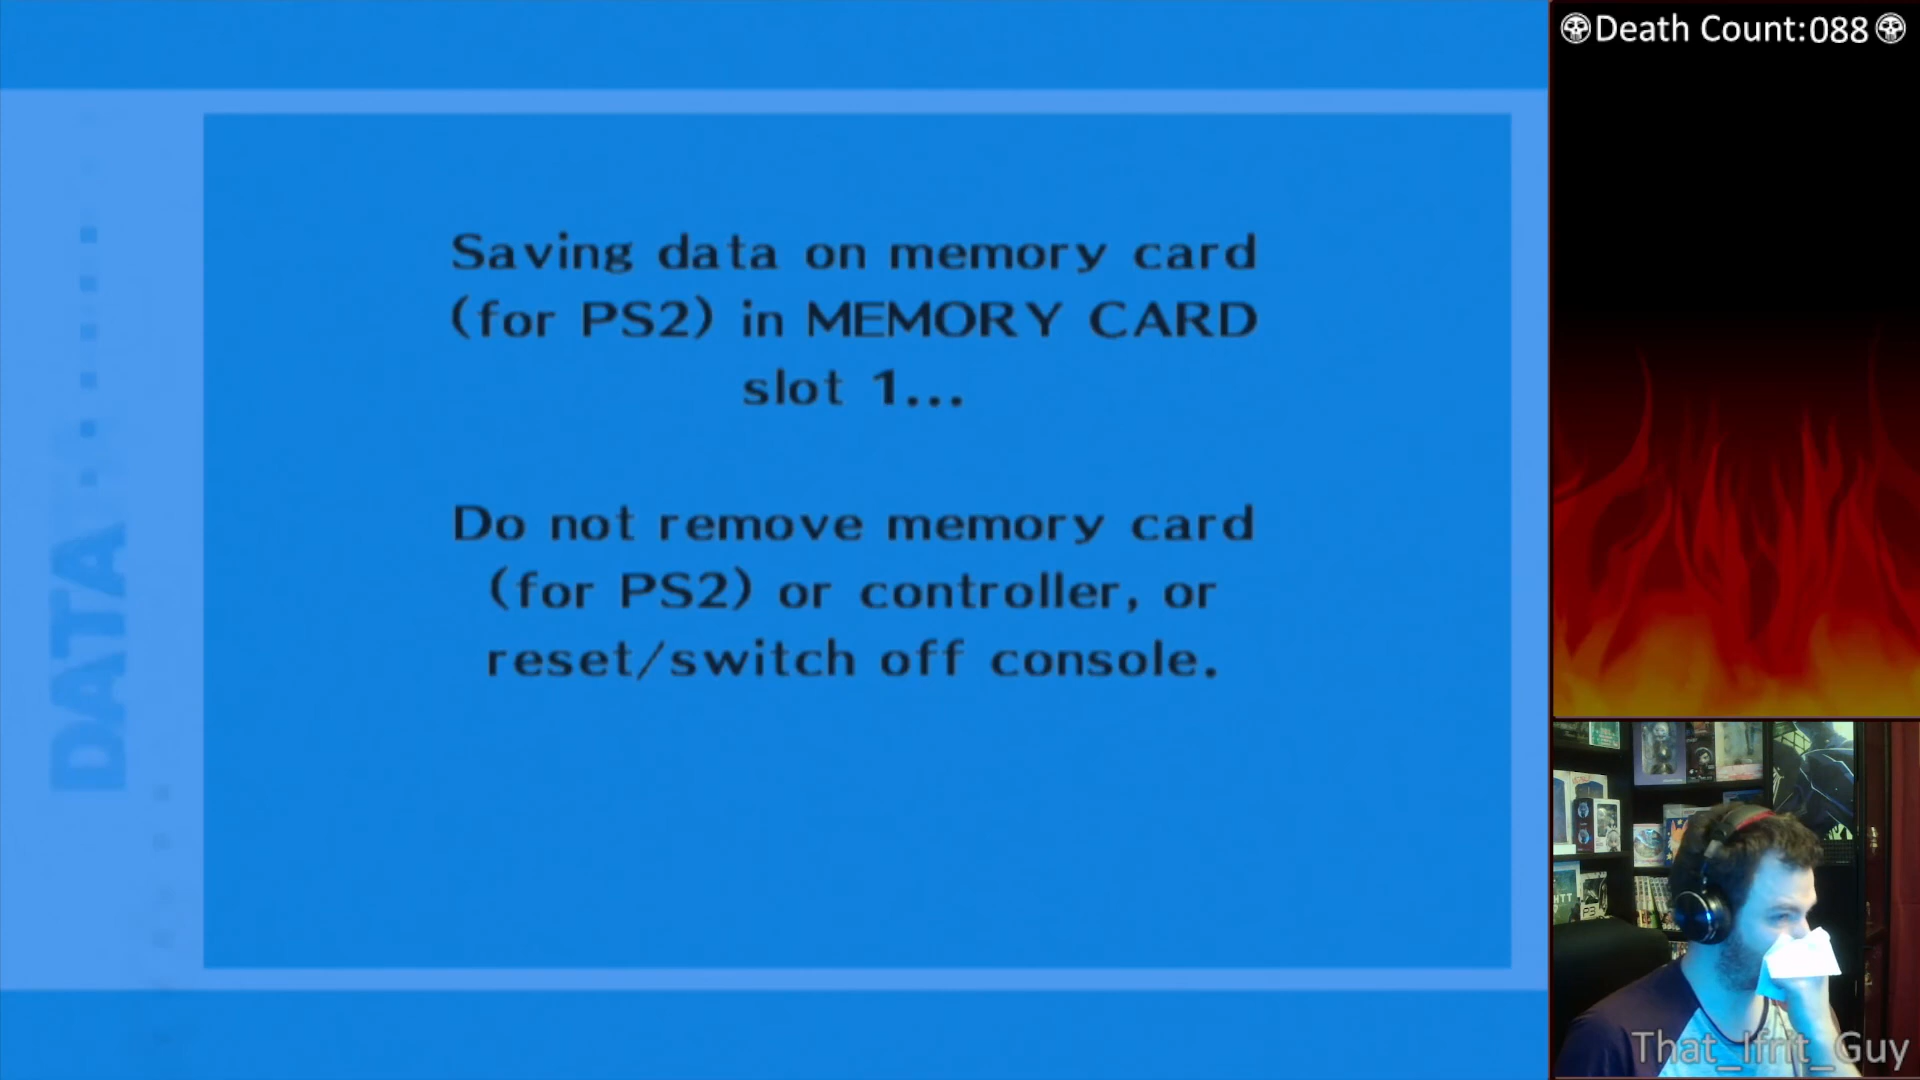 Death Count:088
Saving data on memory card
(for PS2) in MEMORY CARD
slot 1...
Do not remove memory card
(for PS2) or controller, or
reset/switch off console.
DATA
That_Ifrit_Guy